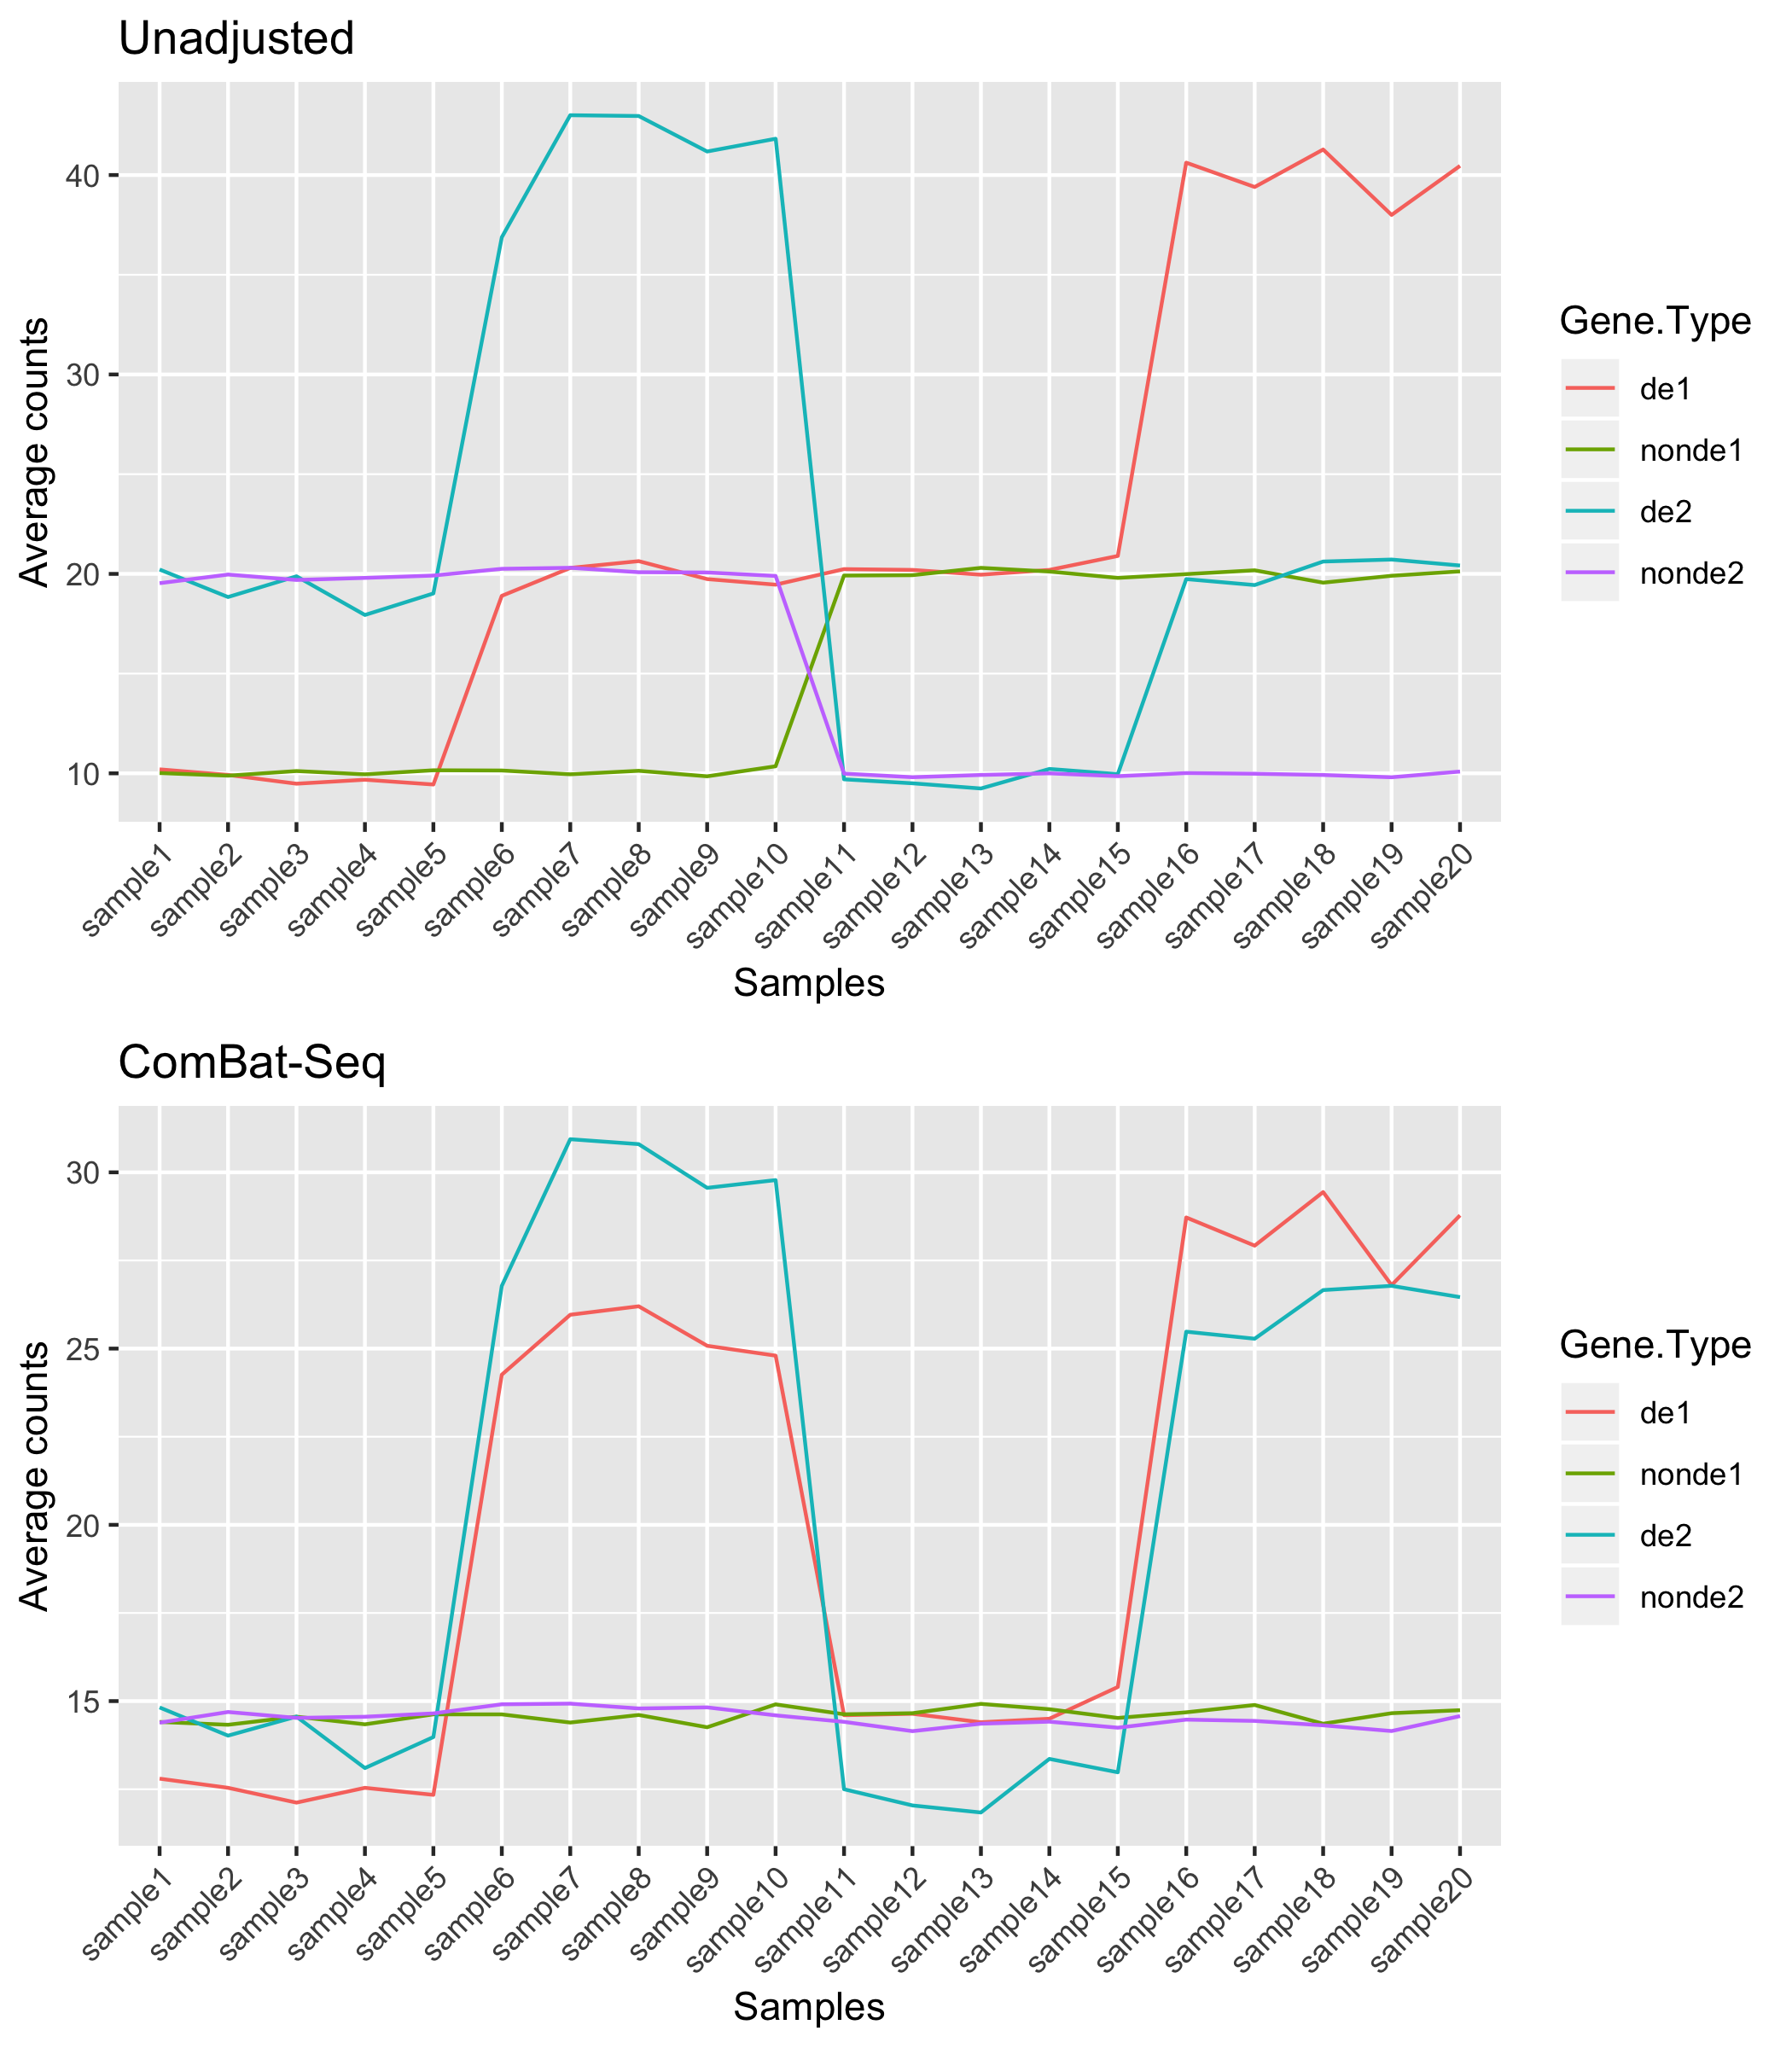 Unadjusted
Average counts
40
30
20
10
sample1
sample2
sample3
sample4
sample5
sample6
sample7
sample8
sample9
sample10
sample11
sample12
sample13
sample14
sample15
sample16
sample17
sample18
sample19
sample20
Samples
Gene.Type
de1
nonde1
de2
nonde2
ComBat-Seq
Average counts
30
25
20
15
sample1
sample2
sample3
sample4
sample5
sample6
sample7
sample8
sample9
sample10
sample11
sample12
sample13
sample14
sample15
sample16
sample17
sample18
sample19
sample20
Samples
Gene.Type
de1
nonde1
de2
nonde2